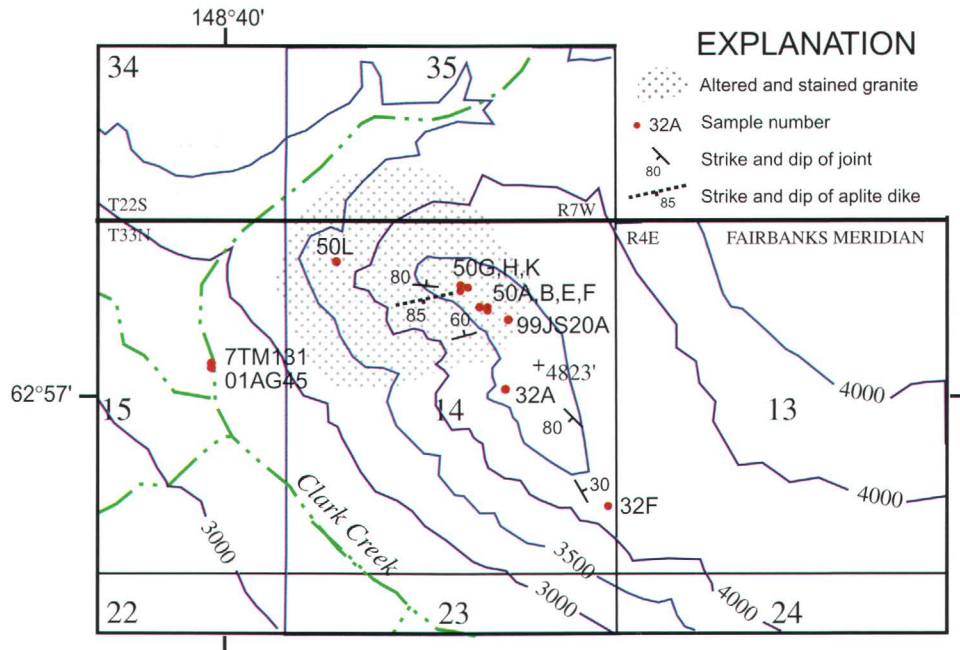 148°40'
EXPLANATION
34
35
Altered and stained granite
32A Sample number
80 Strike and dip of joint
85 Strike and dip of aplite dike
T22S
R7W
T33N
R4E
FAIRBANKS MERIDIAN
50L
50G,H,K
80
50A,B,E,F
85
60
99JS20A
7TM131
+4823'
01AG45
62°57'
32A
4000
15
14
13
80
30
4000
32F
Clark Creek
3000
3500
3000
4000
22
23
24